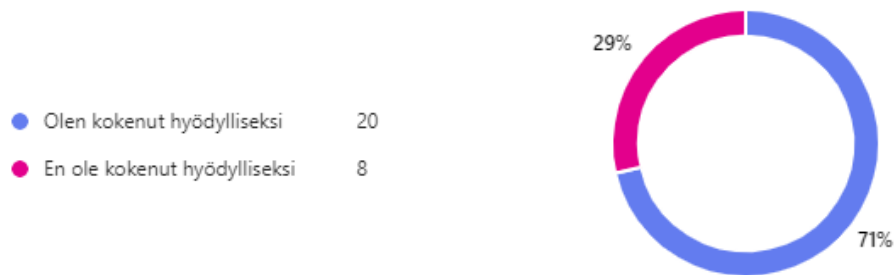 Olen kokenut hyödylliseksi 20
En ole kokenut hyödylliseksi 8
29%
71%